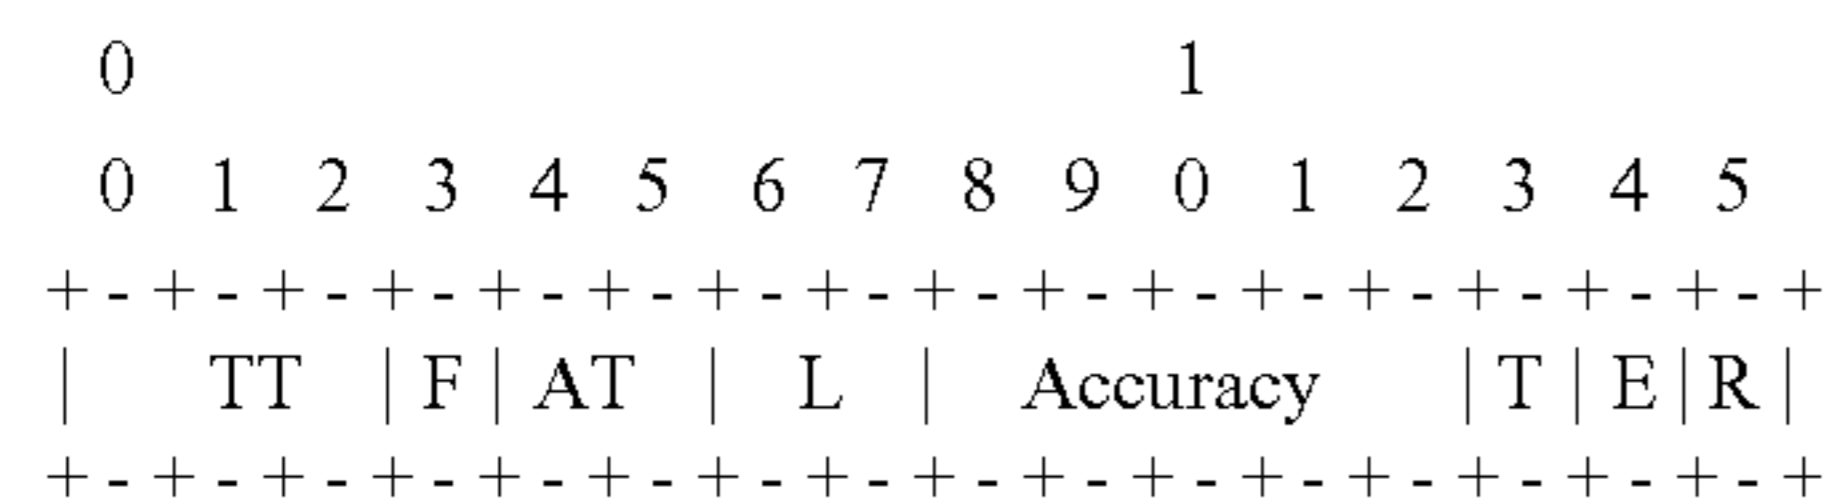 0 1
0 1 2 3 4 5 6 7 8 9 0 1 2 3 4 5
+ - + - + - + - + - + - + - + - + - + - + - + - + - + - + - + - +
| TT | F | AT | L | Accuracy | T | E | R |
+ - + - + - + - + - + - + - + - + - + - + - + - + - + - + - + - +